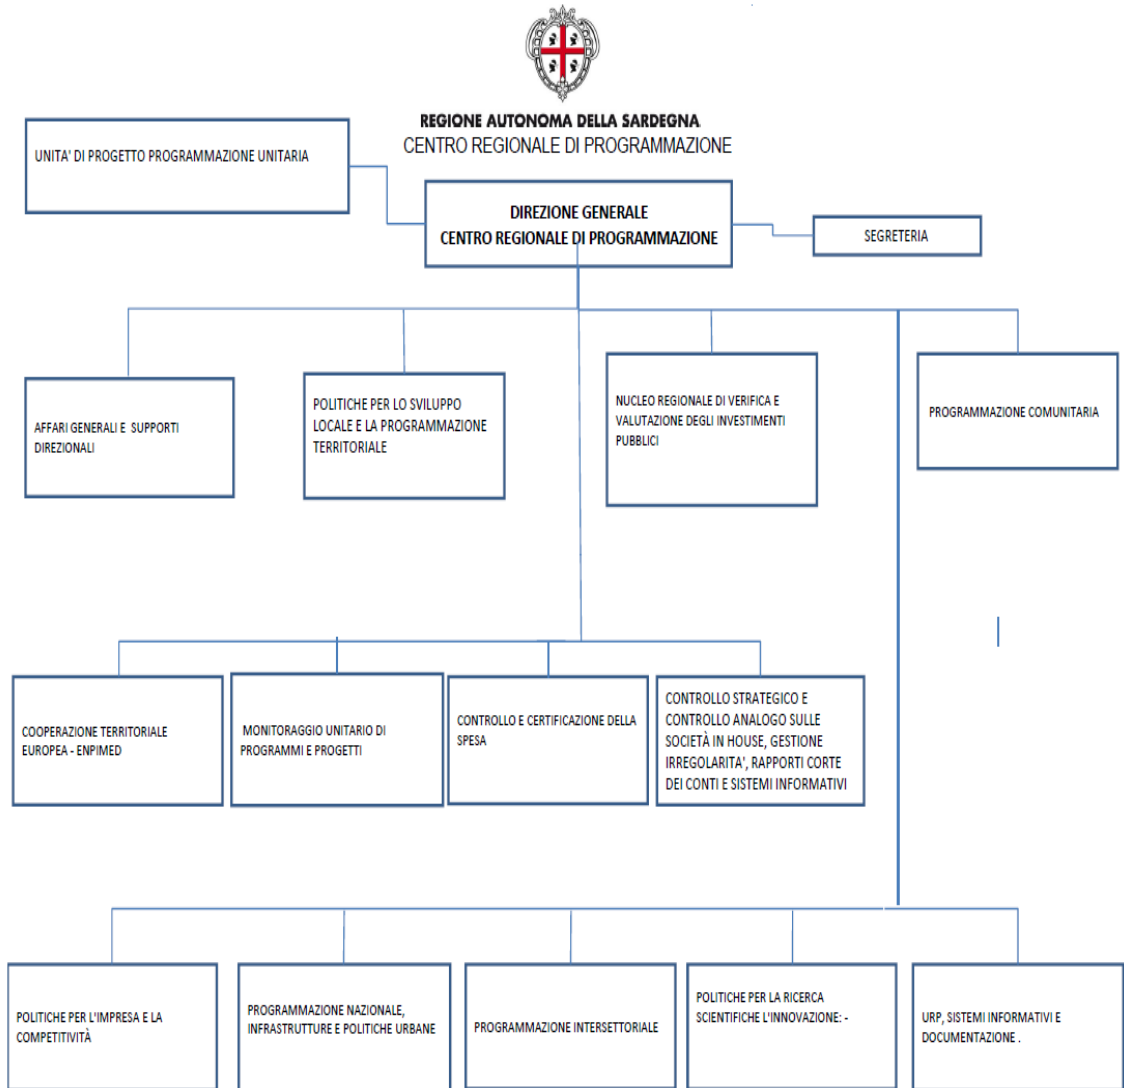 REGIONE AUTONOMA DELLA SARDEGNA
CENTRO REGIONALE DI PROGRAMMAZIONE
UNITA' DI PROGETTO PROGRAMMAZIONE UNITARIA
DIREZIONE GENERALE
CENTRO REGIONALE DI PROGRAMMAZIONE
SEGRETERIA
AFFARI GENERALI E SUPPORTI
DIREZIONALI
POLITICHE PER LO SVILUPPO
LOCALE E LA PROGRAMMAZIONE
TERRITORIALE
NUCLEO REGIONALE DI VERIFICA E
VALUTAZIONE DEGLI INVESTIMENTI
PUBBLICI
PROGRAMMAZIONE COMUNITARIA
COOPERAZIONE TERRITORIALE
EUROPEA - ENPIMED
MONITORAGGIO UNITARIO DI
PROGRAMMI E PROGETTI
CONTROLLO E CERTIFICAZIONE DELLA
SPESA
CONTROLLO STRATEGICO E
CONTROLLO ANALOGO SULLE
SOCIETÀ IN HOUSE, GESTIONE
IRREGOLARITA', RAPPORTI CORTE
DEI CONTI E SISTEMI INFORMATIVI
POLITICHE PER L'IMPRESA E LA
COMPETITIVITÀ
PROGRAMMAZIONE NAZIONALE,
INFRASTRUTTURE E POLITICHE URBANE
PROGRAMMAZIONE INTERSETTORIALE
POLITICHE PER LA RICERCA
SCIENTIFICHE L'INNOVAZIONE: -
URP, SISTEMI INFORMATIVI E
DOCUMENTAZIONE .